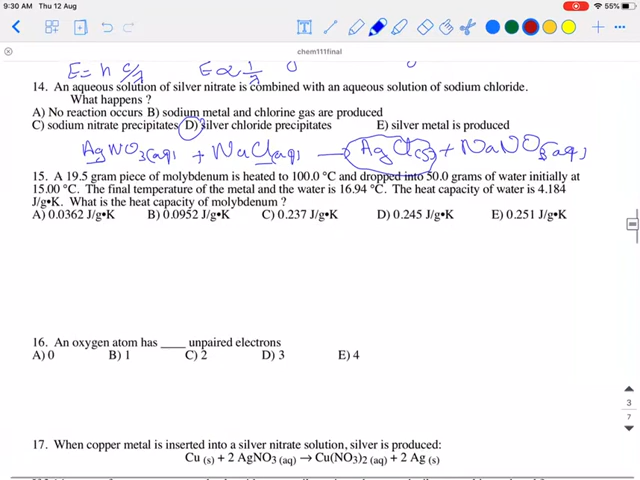 9:30 AM Thu 12 Aug
55%
chem111final
E = h c/λ E ∝ 1/λ
14. An aqueous solution of silver nitrate is combined with an aqueous solution of sodium chloride.
What happens ?
A) No reaction occurs B) sodium metal and chlorine gas are produced
C) sodium nitrate precipitates D) silver chloride precipitates E) silver metal is produced
AgNO3(aq) + NaCl(aq) → AgCl(s) + NaNO3(aq)
15. A 19.5 gram piece of molybdenum is heated to 100.0 °C and dropped into 50.0 grams of water initially at
15.00 °C. The final temperature of the metal and the water is 16.94 °C. The heat capacity of water is 4.184
J/g•K. What is the heat capacity of molybdenum ?
A) 0.0362 J/g•K B) 0.0952 J/g•K C) 0.237 J/g•K D) 0.245 J/g•K E) 0.251 J/g•K
16. An oxygen atom has ____ unpaired electrons
A) 0 B) 1 C) 2 D) 3 E) 4
3
7
17. When copper metal is inserted into a silver nitrate solution, silver is produced:
Cu (s) + 2 AgNO3 (aq) → Cu(NO3)2 (aq) + 2 Ag (s)